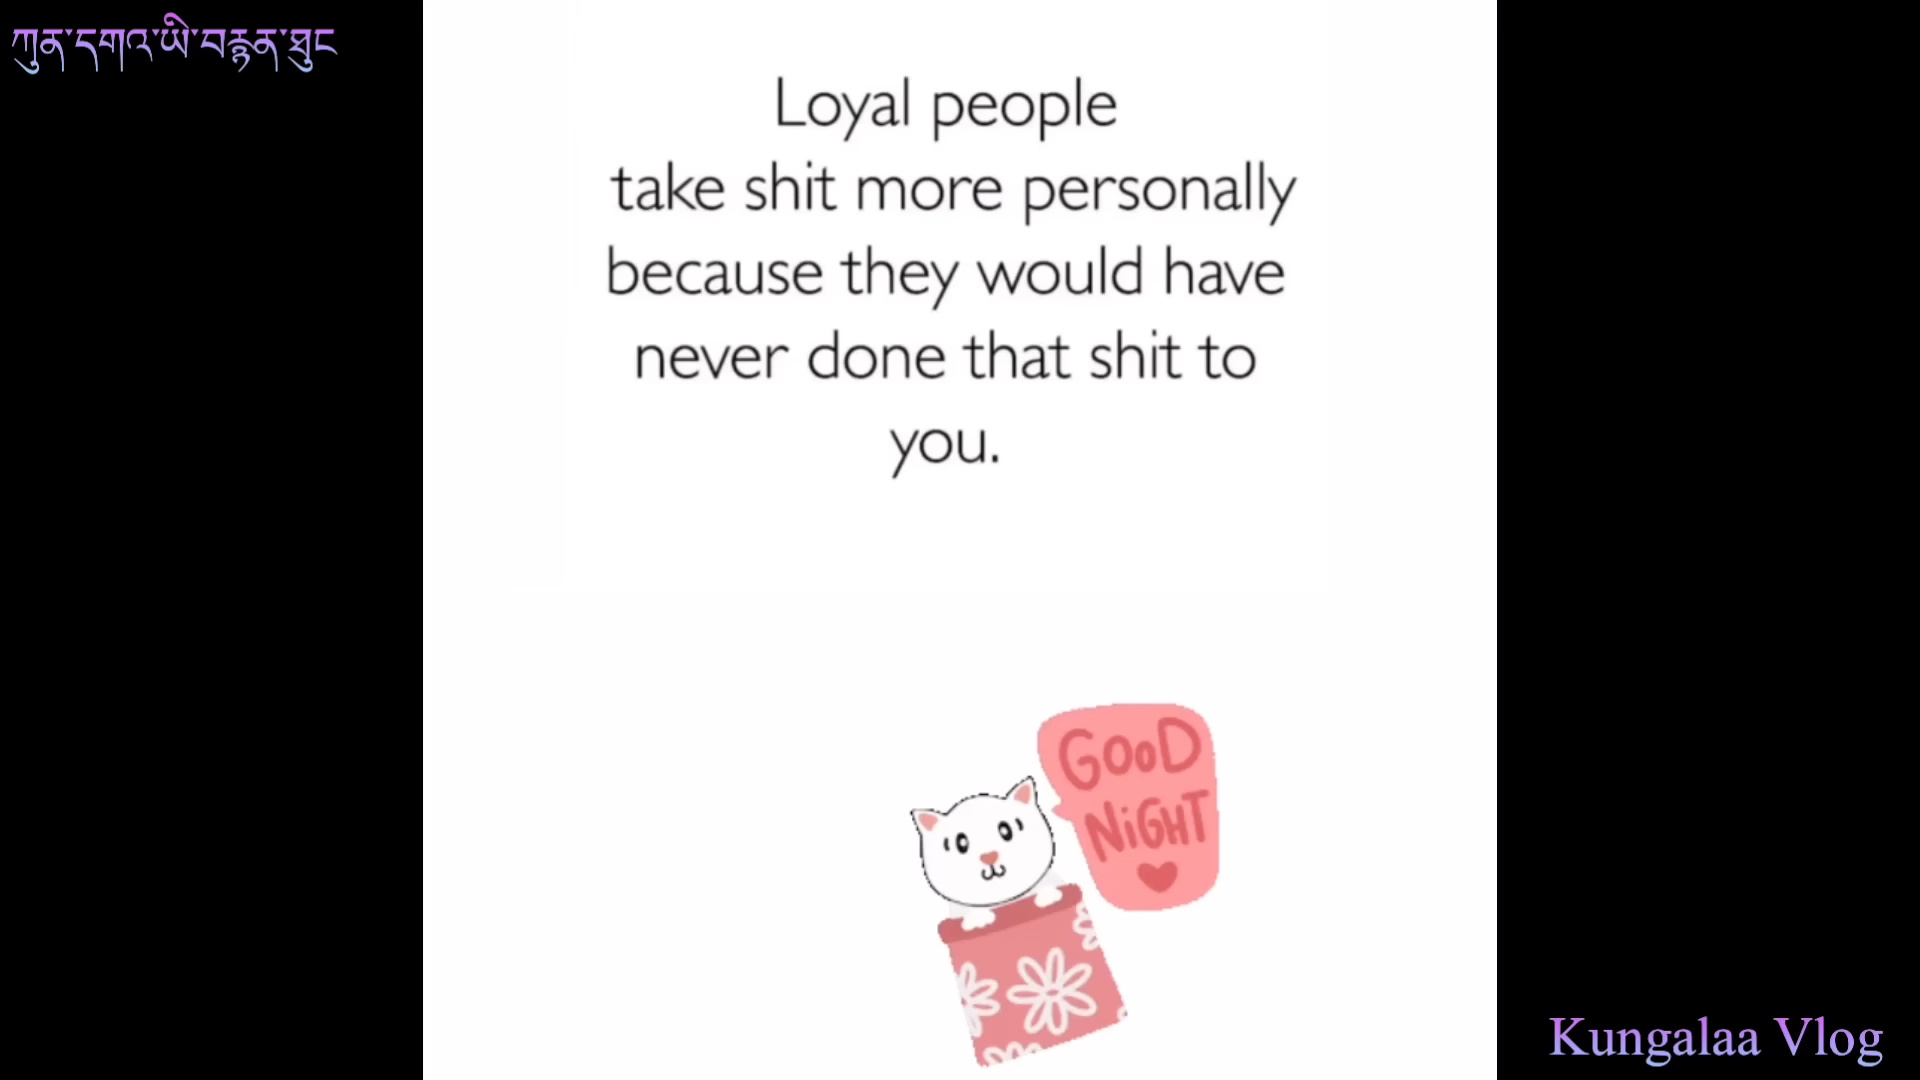 ཀུན་དགའ་ཡི་བརྙན་ཐུང
Loyal people
take shit more personally
because they would have
never done that shit to
you.
GOOD
NiGHT
Kungalaa Vlog